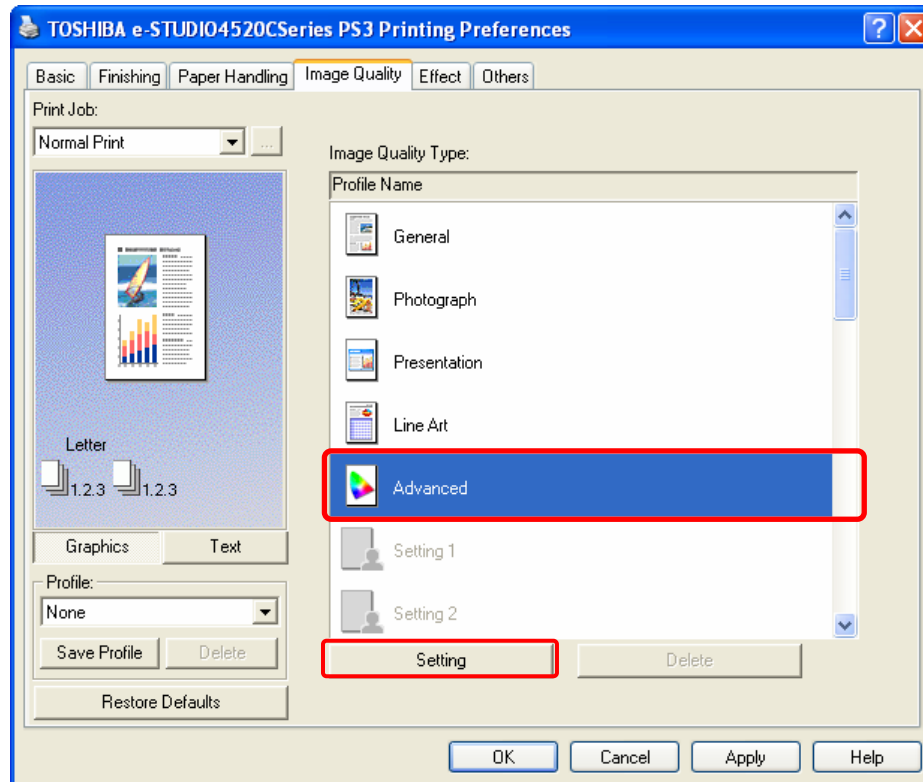 TOSHIBA e-STUDIO4520CSeries PS3 Printing Preferences
Basic
Finishing
Paper Handling
Image Quality
Effect
Others
Print Job:
Normal Print
...
Letter
1.2.3
1.2.3
Graphics
Text
Profile:
None
Save Profile
Delete
Restore Defaults
Image Quality Type:
Profile Name
General
Photograph
Presentation
Line Art
Advanced
Setting 1
Setting 2
Setting
Delete
OK
Cancel
Apply
Help